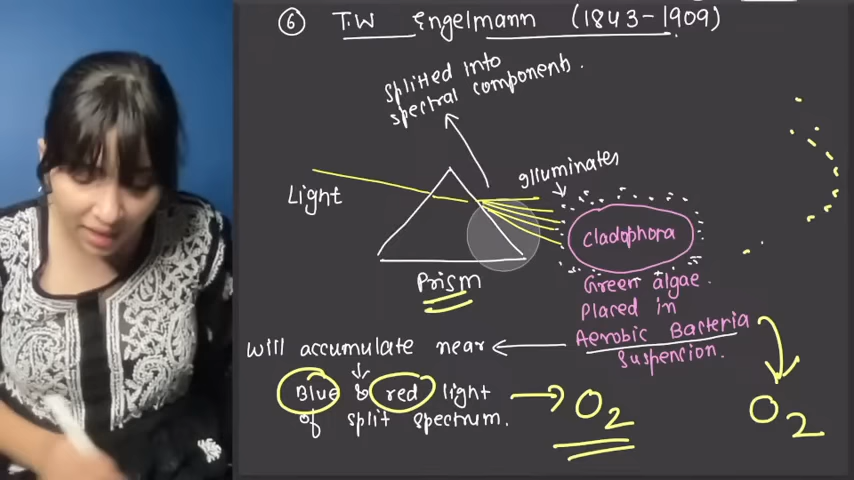 ⑥ T.W Engelmann (1843-1909)
Splitted into
spectral components.
Illuminates
Light
Cladophora
Prism
Green algae
Placed in
Aerobic Bacteria
Suspension.
will accumulate near
Blue & red light
of split spectrum.
O2
O2